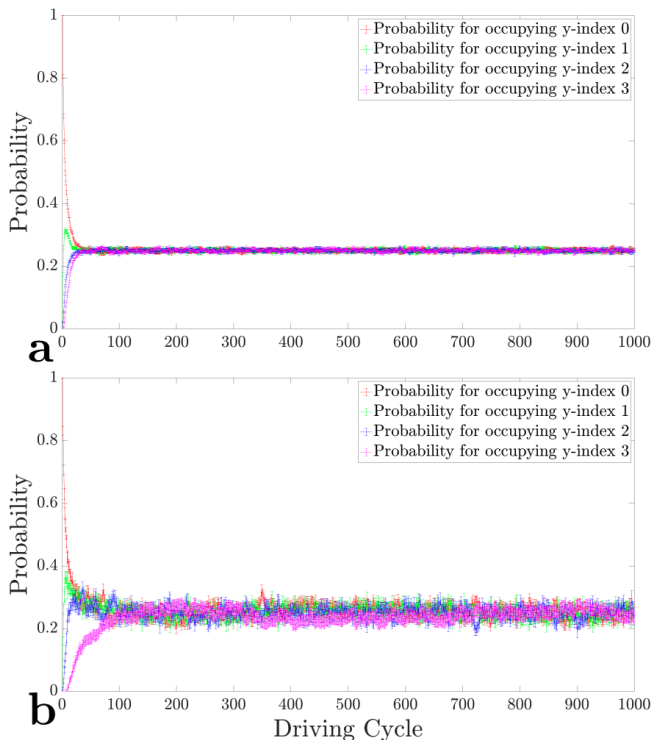 1
0.8
0.6
0.4
0.2
0
Probability
Probability for occupying y-index 0
Probability for occupying y-index 1
Probability for occupying y-index 2
Probability for occupying y-index 3
0 100 200 300 400 500 600 700 800 900 1000
a
1
0.8
0.6
0.4
0.2
0
Probability
Probability for occupying y-index 0
Probability for occupying y-index 1
Probability for occupying y-index 2
Probability for occupying y-index 3
0 100 200 300 400 500 600 700 800 900 1000
b
Driving Cycle